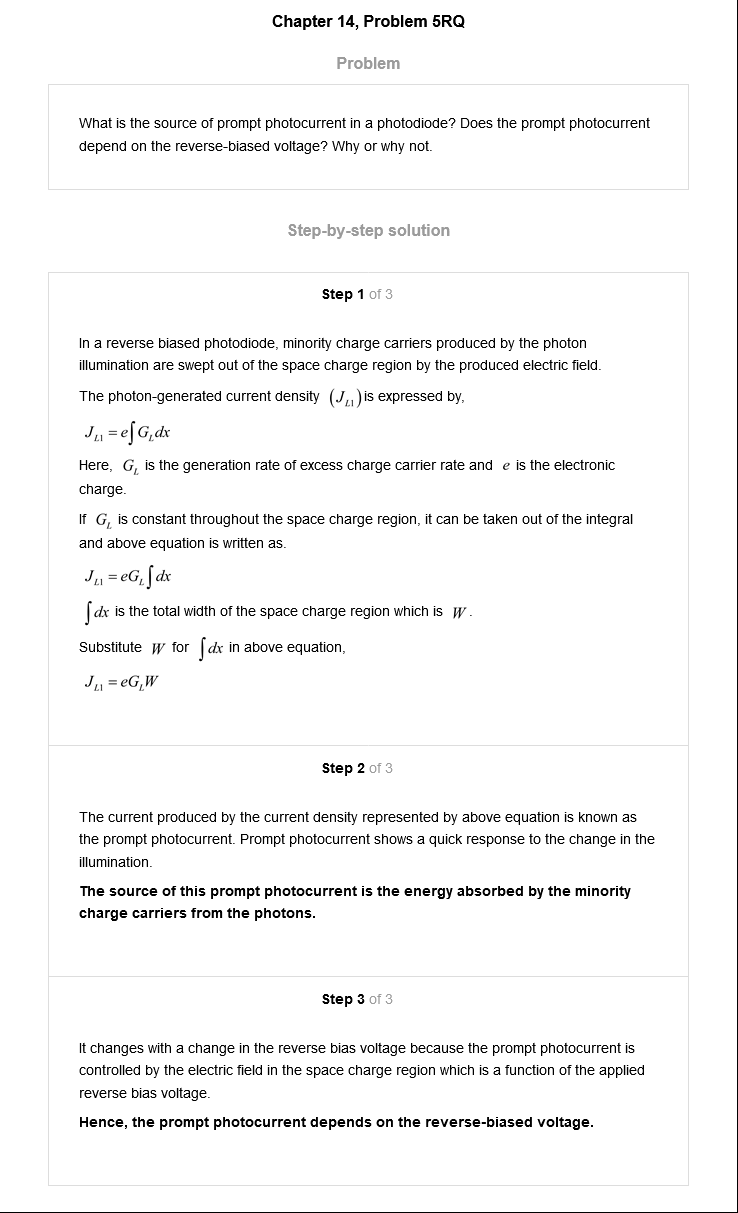 Chapter 14, Problem 5RQ
Problem
What is the source of prompt photocurrent in a photodiode? Does the prompt photocurrent
depend on the reverse-biased voltage? Why or why not.
Step-by-step solution
Step 1 of 3
In a reverse biased photodiode, minority charge carriers produced by the photon
illumination are swept out of the space charge region by the produced electric field.
The photon-generated current density (J_{L1}) is expressed by,
J_{L1} = e∫G_L dx
Here, G_L is the generation rate of excess charge carrier rate and e is the electronic
charge.
If G_L is constant throughout the space charge region, it can be taken out of the integral
and above equation is written as.
J_{L1} = eG_L∫dx
∫dx is the total width of the space charge region which is W.
Substitute W for ∫dx in above equation,
J_{L1} = eG_L W
Step 2 of 3
The current produced by the current density represented by above equation is known as
the prompt photocurrent. Prompt photocurrent shows a quick response to the change in the
illumination.
The source of this prompt photocurrent is the energy absorbed by the minority
charge carriers from the photons.
Step 3 of 3
It changes with a change in the reverse bias voltage because the prompt photocurrent is
controlled by the electric field in the space charge region which is a function of the applied
reverse bias voltage.
Hence, the prompt photocurrent depends on the reverse-biased voltage.